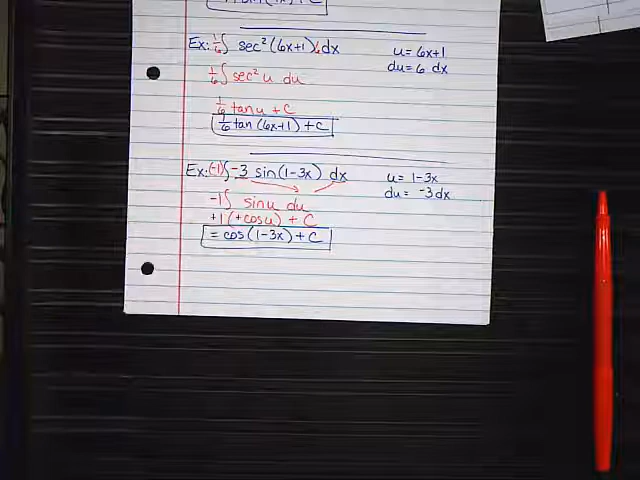 Ex: 1/6 ∫ sec² (6x+1) 6 dx
u = 6x+1
du = 6 dx
1/6 ∫ sec² u du
1/6 tan u + C
1/6 tan (6x+1) + C
Ex: (-1) ∫ -3 sin(1-3x) dx
u = 1-3x
du = -3 dx
-1 ∫ sin u du
+1 (+cos u) + C
= cos (1-3x) + C